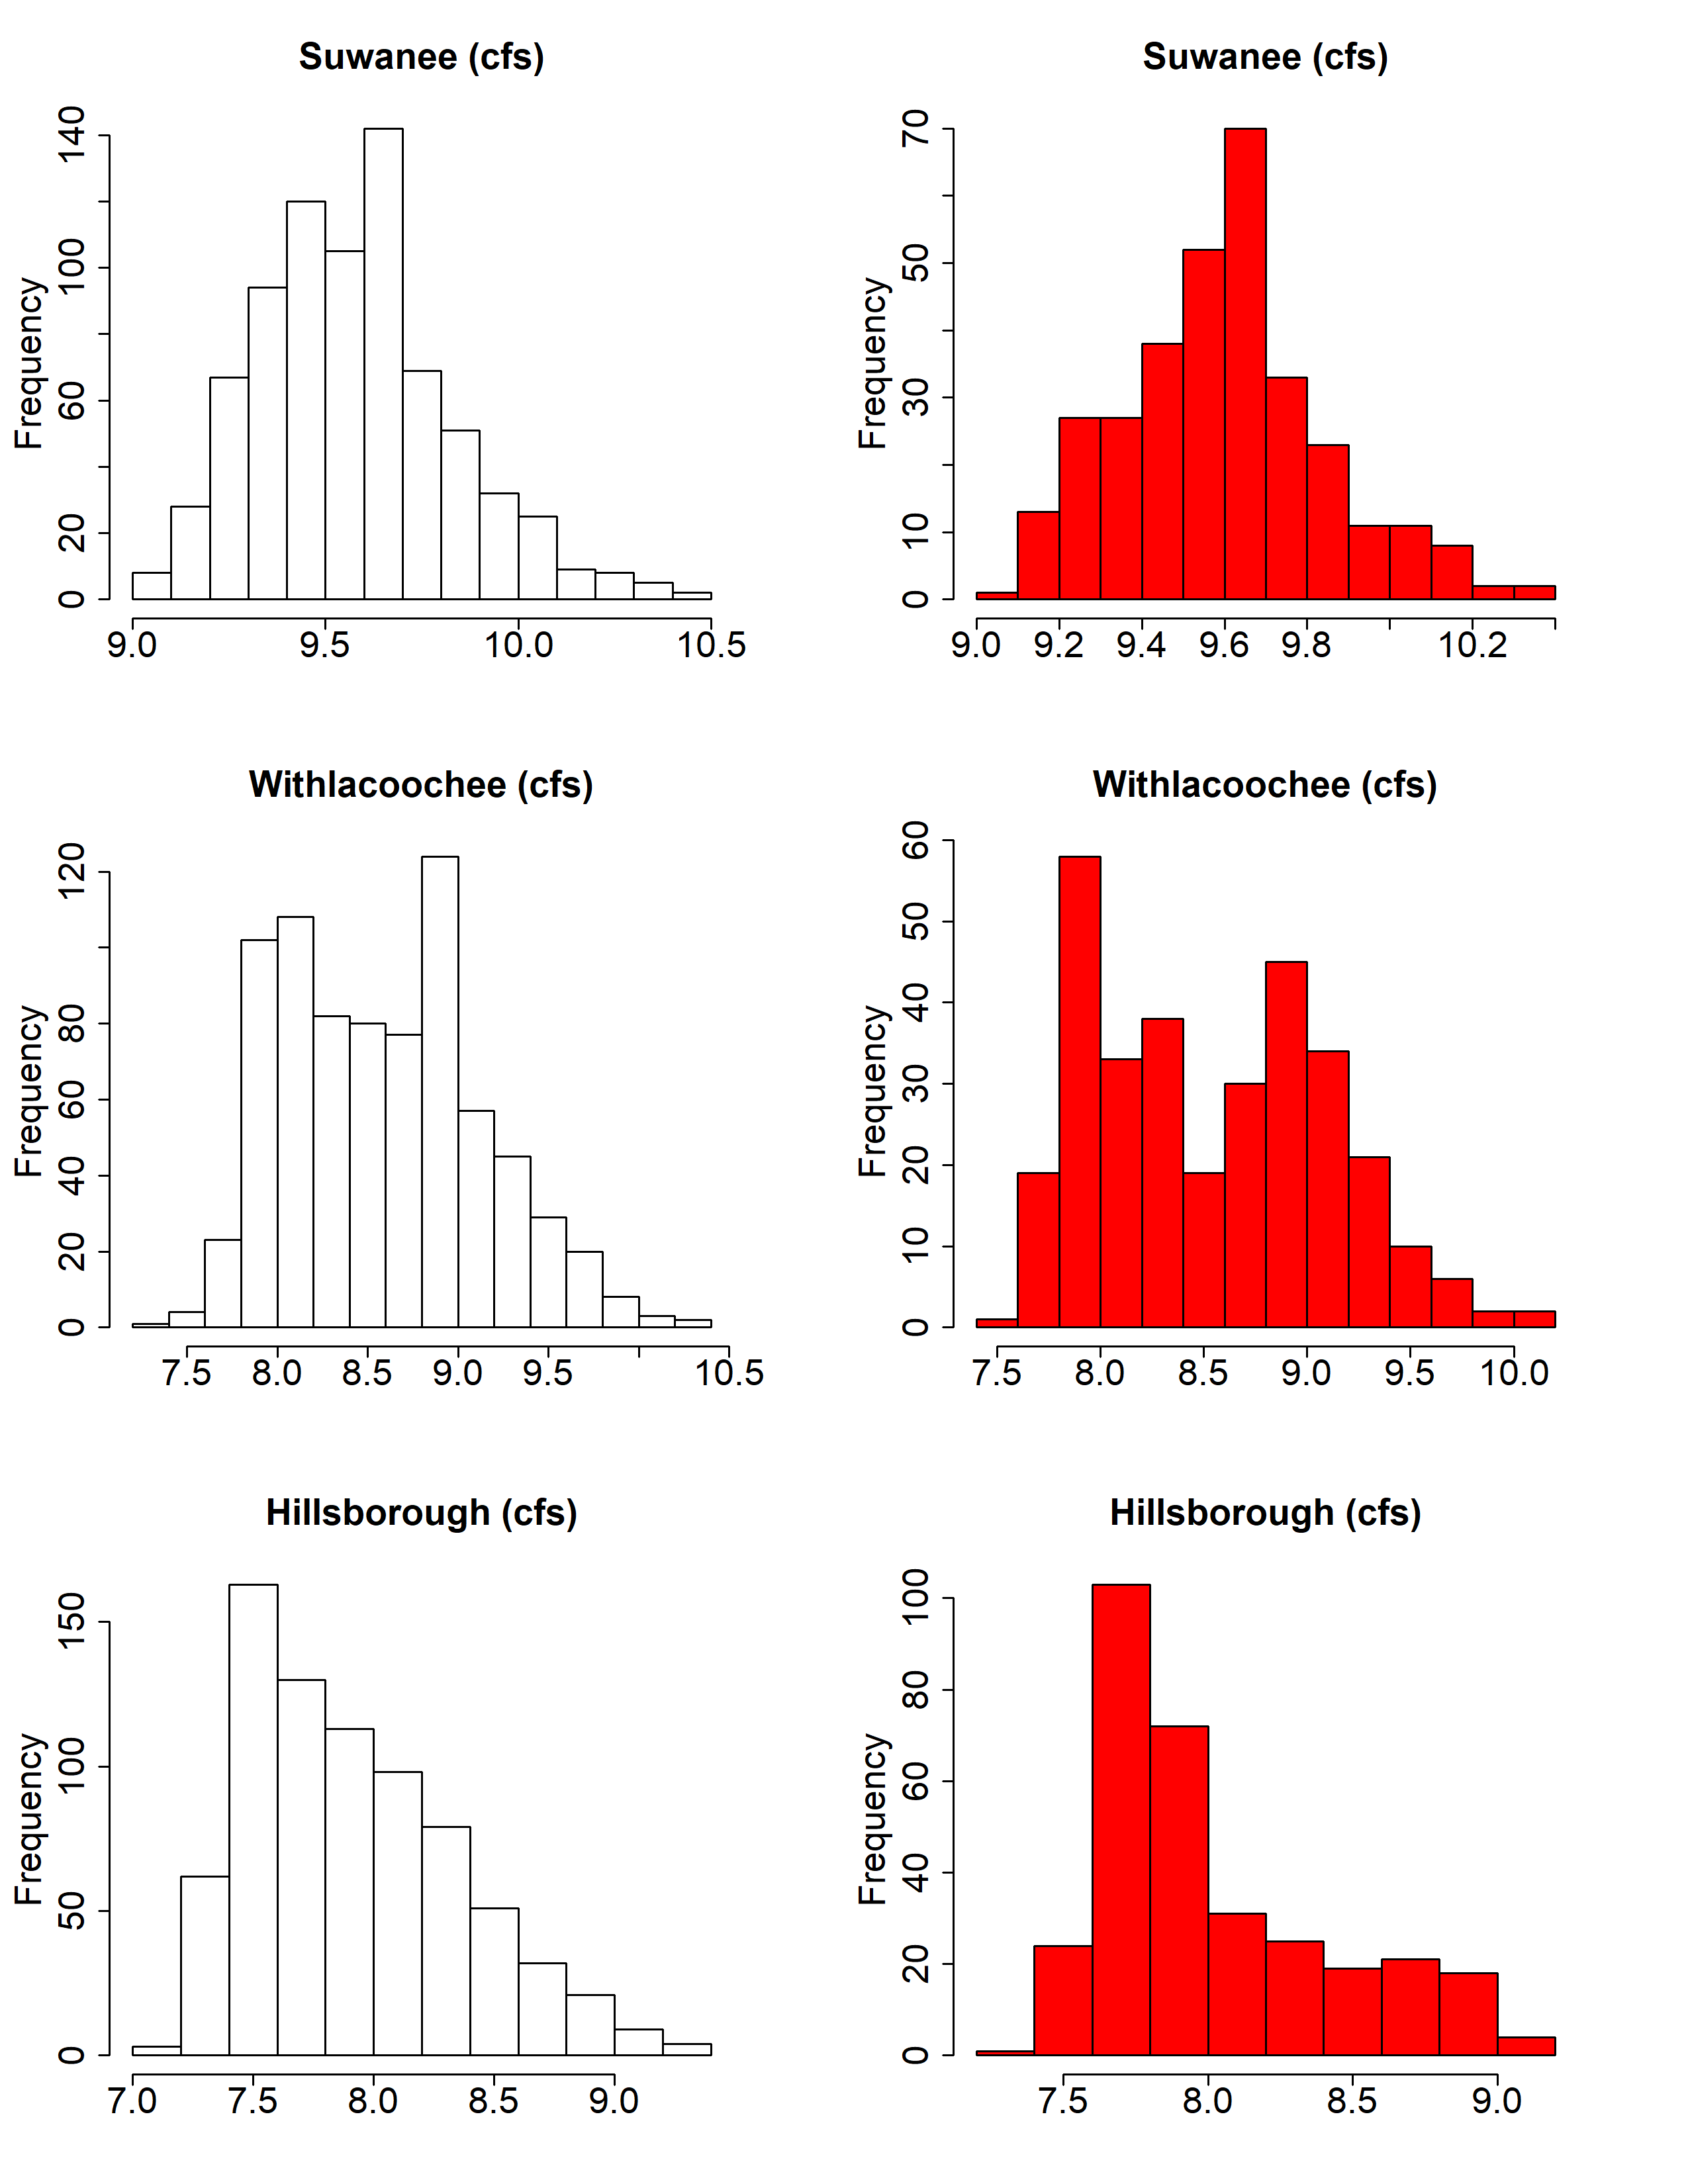 Suwanee (cfs)
Frequency
0 20 60 100 140
9.0 9.5 10.0 10.5
Suwanee (cfs)
Frequency
0 10 30 50 70
9.0 9.2 9.4 9.6 9.8 10.2
Withlacoochee (cfs)
Frequency
0 20 40 60 80 120
7.5 8.0 8.5 9.0 9.5 10.5
Withlacoochee (cfs)
Frequency
0 10 20 30 40 50 60
7.5 8.0 8.5 9.0 9.5 10.0
Hillsborough (cfs)
Frequency
0 50 100 150
7.0 7.5 8.0 8.5 9.0
Hillsborough (cfs)
Frequency
0 20 40 60 80 100
7.5 8.0 8.5 9.0